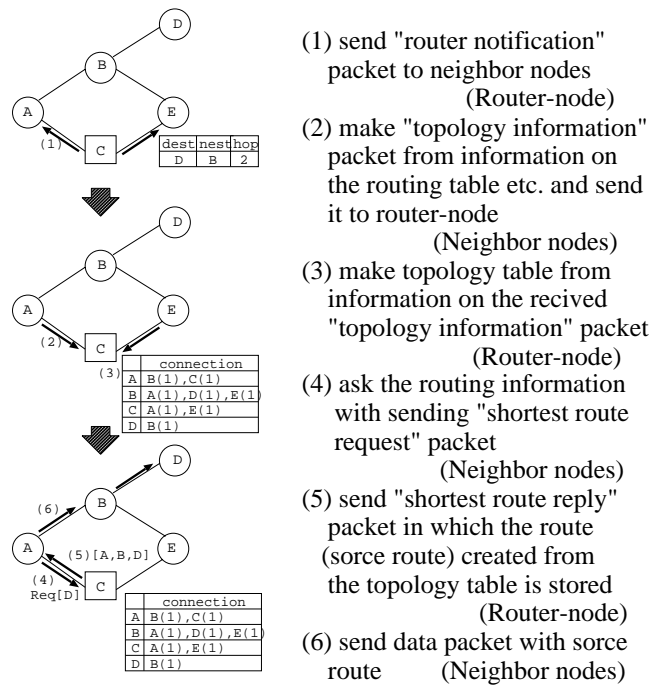 D
B
A
E
(1)
C
dest nest hop
D B 2
D
B
A
E
(2)
C
(3)
connection
A B(1),C(1)
B A(1),D(1),E(1)
C A(1),E(1)
D B(1)
D
(6)
B
A
(5)[A,B,D]
E
(4)
Req[D]
C
connection
A B(1),C(1)
B A(1),D(1),E(1)
C A(1),E(1)
D B(1)
(1) send "router notification"
packet to neighbor nodes
(Router-node)
(2) make "topology information"
packet from information on
the routing table etc. and send
it to router-node
(Neighbor nodes)
(3) make topology table from
information on the recived
"topology information" packet
(Router-node)
(4) ask the routing information
with sending "shortest route
request" packet
(Neighbor nodes)
(5) send "shortest route reply"
packet in which the route
(sorce route) created from
the topology table is stored
(Router-node)
(6) send data packet with sorce
route (Neighbor nodes)